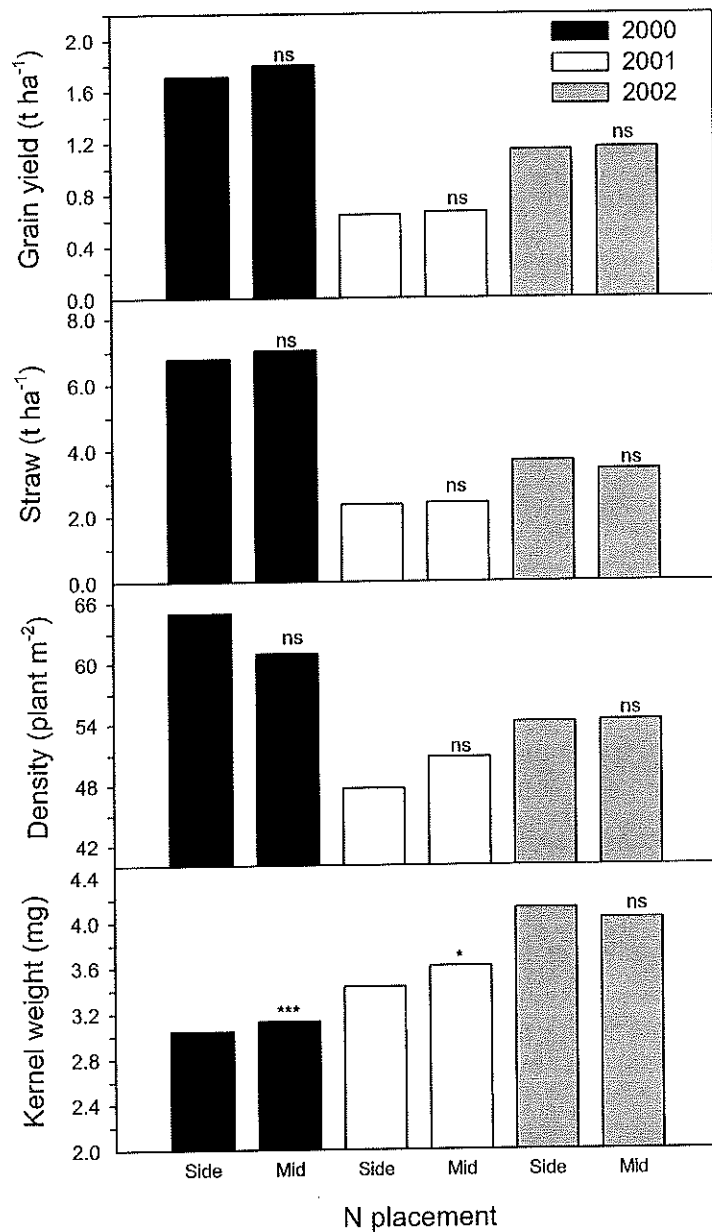 2000
2001
2002
Grain yield (t ha⁻¹)
2.0
1.6
1.2
0.8
0.4
0.0
ns
ns
ns
Straw (t ha⁻¹)
8.0
6.0
4.0
2.0
0.0
ns
ns
ns
Density (plant m⁻²)
66
60
54
48
42
ns
ns
ns
Kernel weight (mg)
4.4
4.0
3.6
3.2
2.8
2.4
2.0
***
*
ns
Side Mid Side Mid Side Mid
N placement